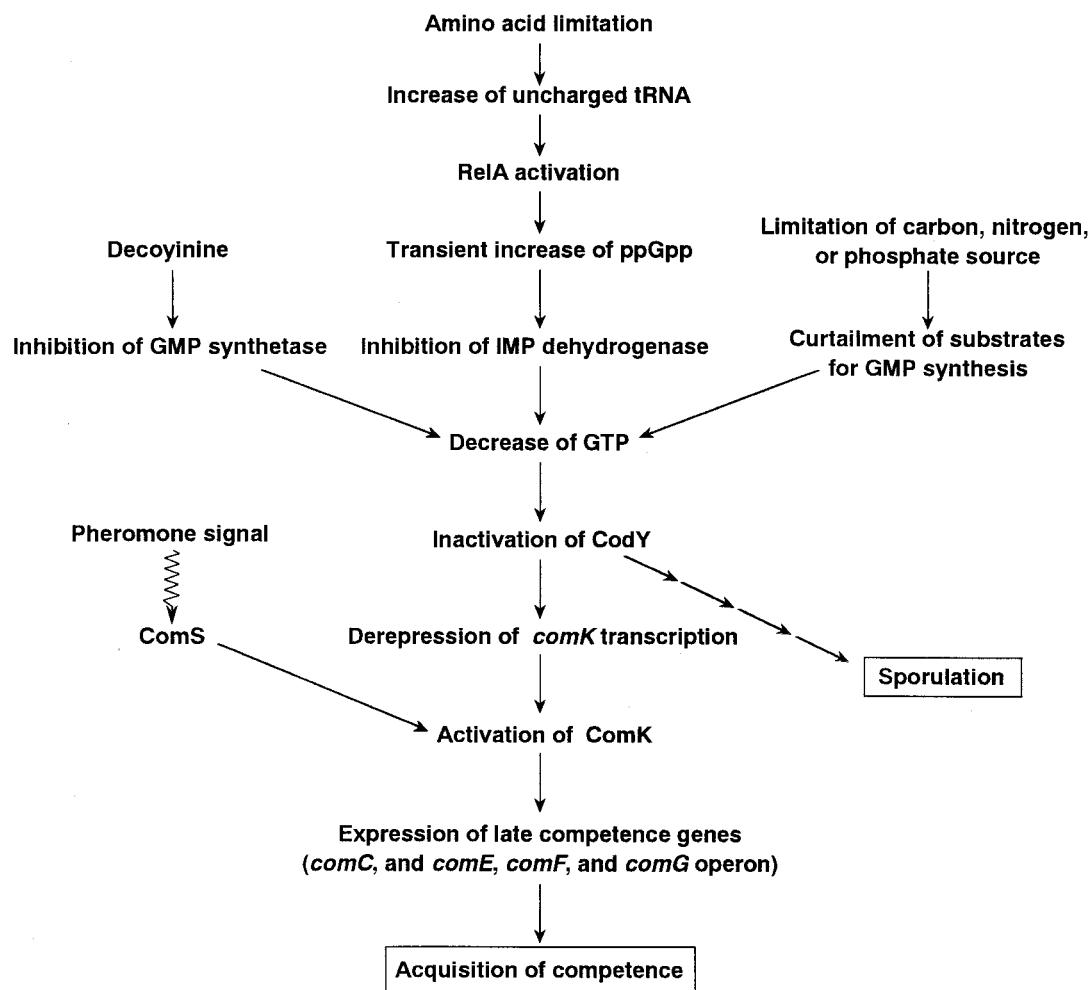 Amino acid limitation
Increase of uncharged tRNA
RelA activation
Decoyinine
Transient increase of ppGpp
Limitation of carbon, nitrogen,
or phosphate source
Inhibition of GMP synthetase
Inhibition of IMP dehydrogenase
Curtailment of substrates
for GMP synthesis
Decrease of GTP
Pheromone signal
Inactivation of CodY
ComS
Derepression of comK transcription
Sporulation
Activation of ComK
Expression of late competence genes
(comC, and comE, comF, and comG operon)
Acquisition of competence